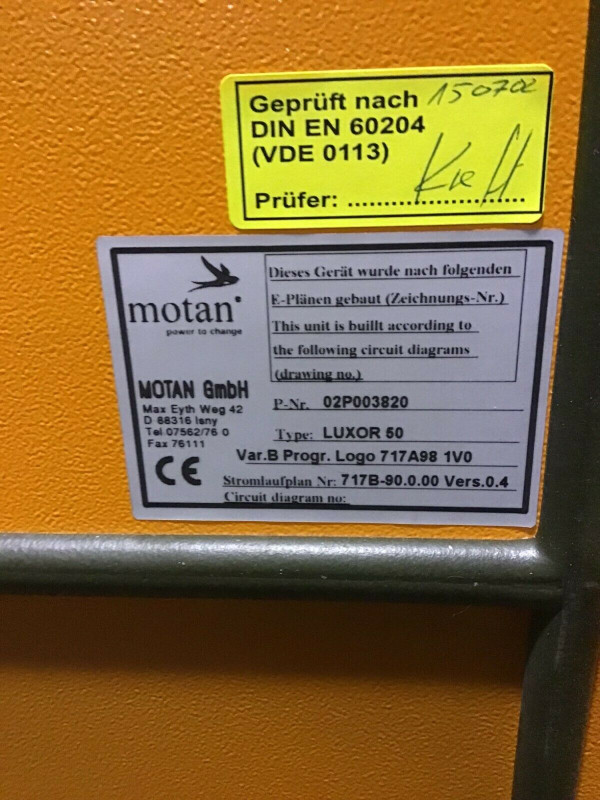 Geprüft nach 150702
DIN EN 60204
(VDE 0113)
Prüfer: ........................
motan
power to change
MOTAN GmbH
Max Eyth Weg 42
D 88316 Isny
Tel.07562/76 0
Fax 76111
CE
Dieses Gerät wurde nach folgenden
E-Plänen gebaut (Zeichnungs-Nr.)
This unit is buillt according to
the following circuit diagrams
(drawing no.)
P-Nr. 02P003820
Type: LUXOR 50
Var.B Progr. Logo 717A98 1V0
Stromlaufplan Nr: 717B-90.0.00 Vers.0.4
Circuit diagram no: